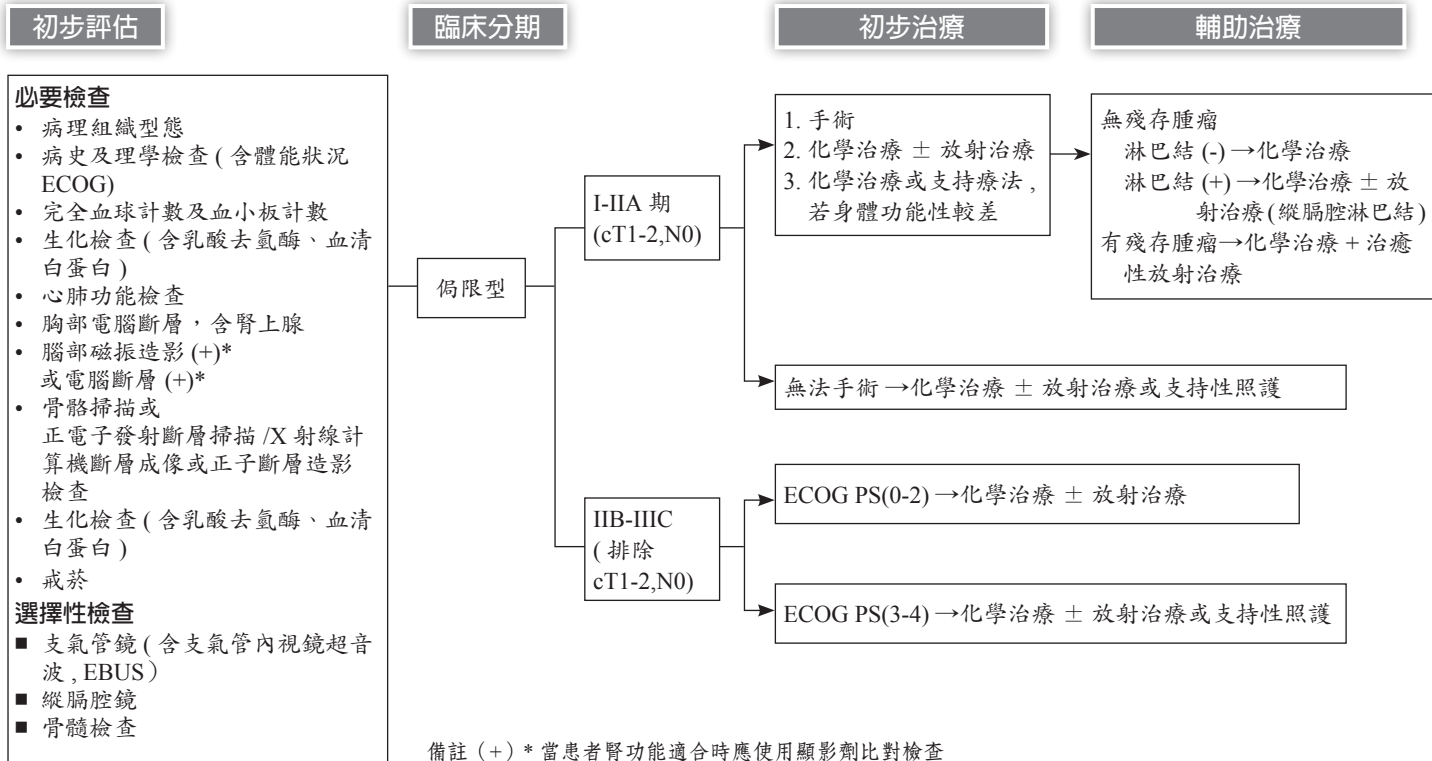 初步評估
臨床分期
初步治療
輔助治療
必要檢查
• 病理組織型態
• 病史及理學檢查 ( 含體能狀況
ECOG)
• 完全血球計數及血小板計數
• 生化檢查 ( 含乳酸去氫酶、血清
白蛋白 )
• 心肺功能檢查
• 胸部電腦斷層，含腎上腺
• 腦部磁振造影 (+)*
或電腦斷層 (+)*
• 骨骼掃描或
正電子發射斷層掃描 /X 射線計
算機斷層成像或正子斷層造影
檢查
• 生化檢查 ( 含乳酸去氫酶、血清
白蛋白 )
• 戒菸
選擇性檢查
■ 支氣管鏡 ( 含支氣管內視鏡超音
波 , EBUS）
■ 縱膈腔鏡
■ 骨髓檢查
侷限型
I-IIA 期
(cT1-2,N0)
1. 手術
2. 化學治療 ± 放射治療
3. 化學治療或支持療法 ,
若身體功能性較差
無殘存腫瘤
淋巴結 (-) →化學治療
淋巴結 (+) →化學治療 ± 放
射治療 ( 縱膈腔淋巴結 )
有殘存腫瘤→化學治療 + 治癒
性放射治療
無法手術 →化學治療 ± 放射治療或支持性照護
IIB-IIIC
( 排除
cT1-2,N0)
ECOG PS(0-2) →化學治療 ± 放射治療
ECOG PS(3-4) →化學治療 ± 放射治療或支持性照護
備註（+）* 當患者腎功能適合時應使用顯影劑比對檢查